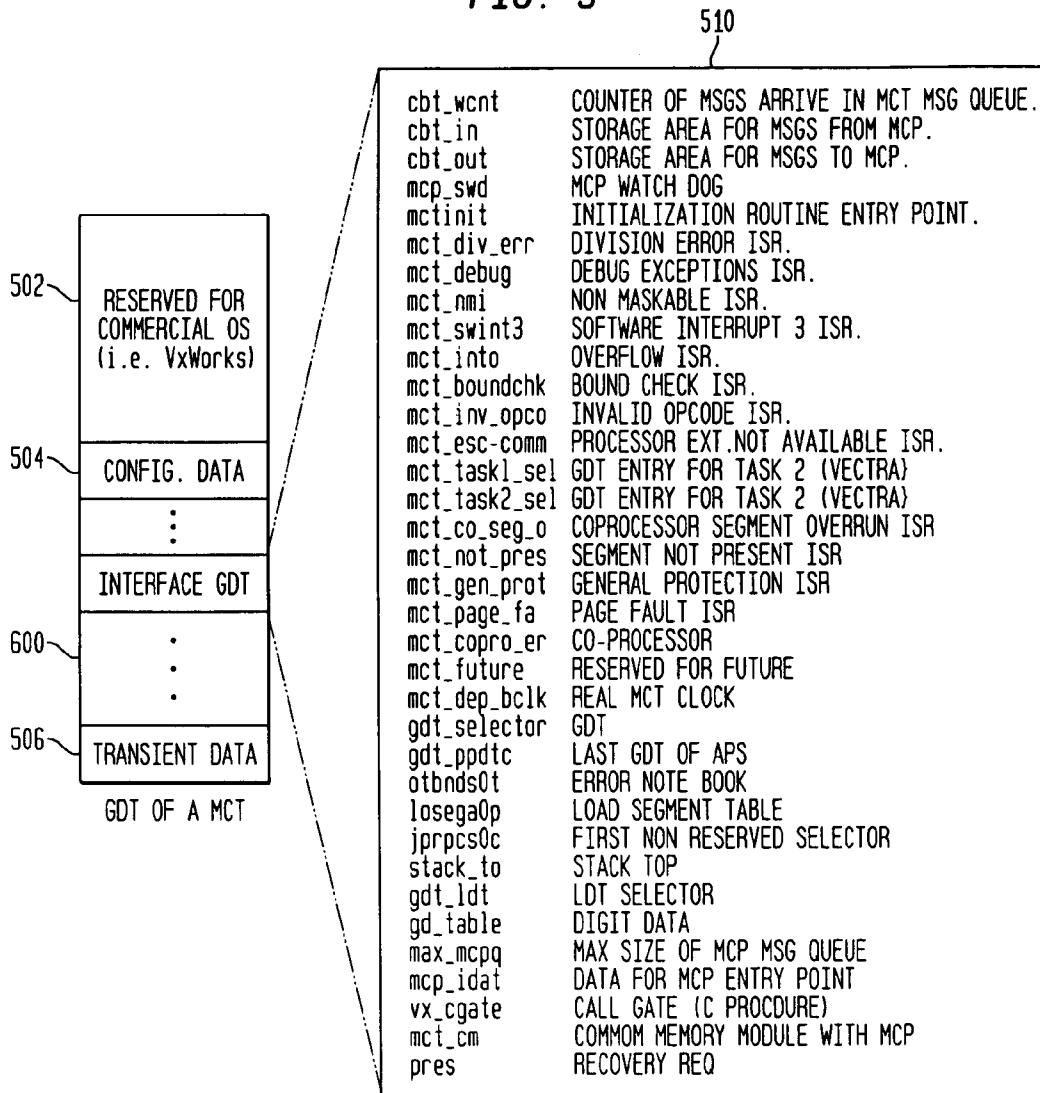 510
cbt_wcnt COUNTER OF MSGS ARRIVE IN MCT MSG QUEUE.
cbt_in STORAGE AREA FOR MSGS FROM MCP.
cbt_out STORAGE AREA FOR MSGS TO MCP.
mcp_swd MCP WATCH DOG
mctinit INITIALIZATION ROUTINE ENTRY POINT.
mct_div_err DIVISION ERROR ISR.
mct_debug DEBUG EXCEPTIONS ISR.
mct_nmi NON MASKABLE ISR.
mct_swint3 SOFTWARE INTERRUPT 3 ISR.
mct_into OVERFLOW ISR.
mct_boundchk BOUND CHECK ISR.
mct_inv_opco INVALID OPCODE ISR.
mct_esc-comm PROCESSOR EXT.NOT AVAILABLE ISR.
mct_task1_sel GDT ENTRY FOR TASK 2 (VECTRA)
mct_task2_sel GDT ENTRY FOR TASK 2 (VECTRA)
mct_co_seg_o COPROCESSOR SEGMENT OVERRUN ISR
mct_not_pres SEGMENT NOT PRESENT ISR
mct_gen_prot GENERAL PROTECTION ISR
mct_page_fa PAGE FAULT ISR
mct_copro_er CO-PROCESSOR
mct_future RESERVED FOR FUTURE
mct_dep_bclk REAL MCT CLOCK
gdt_selector GDT
gdt_ppdtc LAST GDT OF APS
otbnds0t ERROR NOTE BOOK
losega0p LOAD SEGMENT TABLE
jprpcs0c FIRST NON RESERVED SELECTOR
stack_to STACK TOP
gdt_ldt LDT SELECTOR
gd_table DIGIT DATA
max_mcpq MAX SIZE OF MCP MSG QUEUE
mcp_idat DATA FOR MCP ENTRY POINT
vx_cgate CALL GATE (C PROCDURE)
mct_cm COMMOM MEMORY MODULE WITH MCP
pres RECOVERY REQ
502
RESERVED FOR
COMMERCIAL OS
(i.e. VxWorks)
504
CONFIG. DATA
INTERFACE GDT
600
506
TRANSIENT DATA
GDT OF A MCT